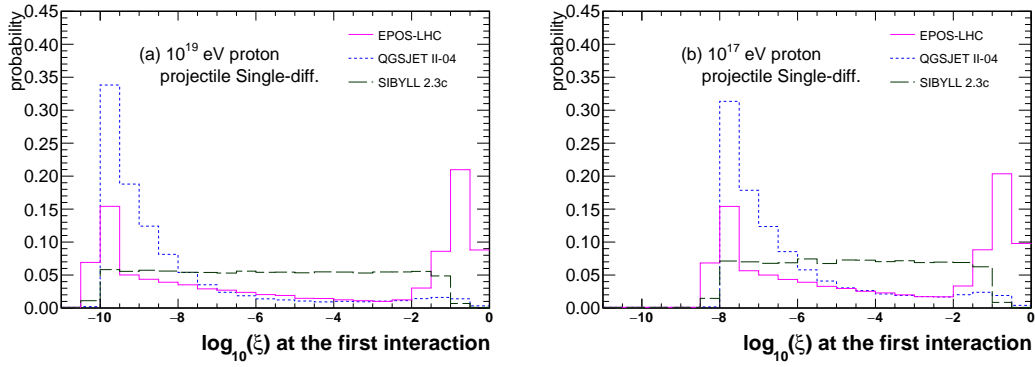 probability
0.45
0.40
0.35
0.30
0.25
0.20
0.15
0.10
0.05
0.00
(a) 10^19 eV proton
projectile Single-diff.
EPOS-LHC
QGSJET II-04
SIBYLL 2.3c
−10 −8 −6 −4 −2 0
log10(ξ) at the first interaction
probability
0.45
0.40
0.35
0.30
0.25
0.20
0.15
0.10
0.05
0.00
(b) 10^17 eV proton
projectile Single-diff.
EPOS-LHC
QGSJET II-04
SIBYLL 2.3c
−10 −8 −6 −4 −2 0
log10(ξ) at the first interaction